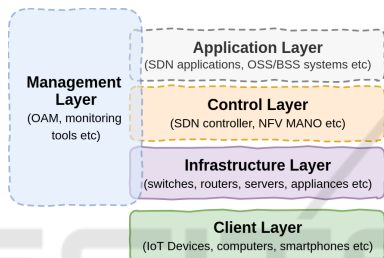 Management
Layer
(OAM, monitoring
tools etc)
Application Layer
(SDN applications, OSS/BSS systems etc)
Control Layer
(SDN controller, NFV MANO etc)
Infrastructure Layer
(switches, routers, servers, appliances etc)
Client Layer
(IoT Devices, computers, smartphones etc)